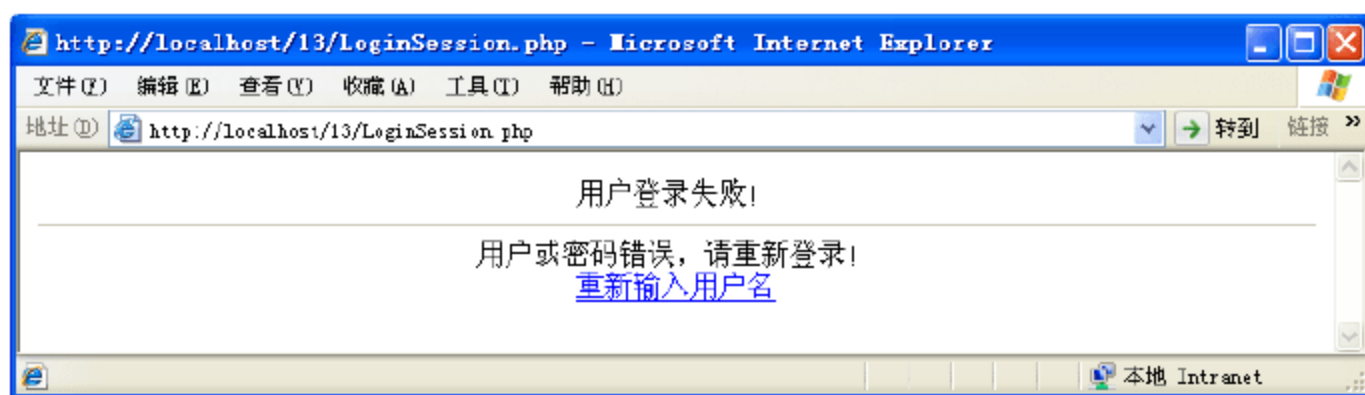 http://localhost/13/LoginSession.php - Microsoft Internet Explorer
文件(F) 编辑(E) 查看(V) 收藏(A) 工具(T) 帮助(H)
地址(D) http://localhost/13/LoginSession.php 转到 链接 »
用户登录失败!
用户或密码错误，请重新登录!
重新输入用户名
本地 Intranet